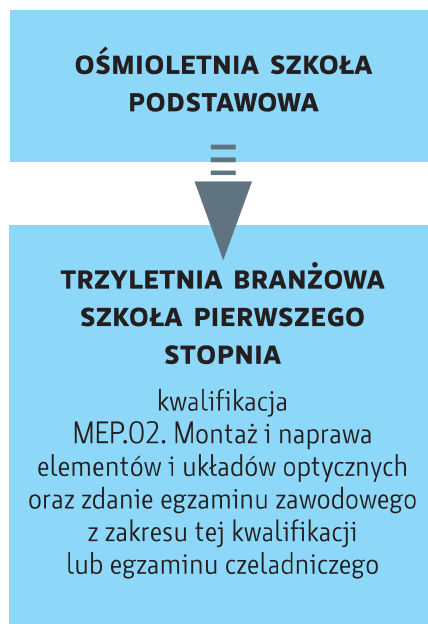 OŚMIOLETNIA SZKOŁA
PODSTAWOWA
TRZYLETNIA BRANŻOWA
SZKOŁA PIERWSZEGO
STOPNIA
kwalifikacja
MEP.02. Montaż i naprawa
elementów i układów optycznych
oraz zdanie egzaminu zawodowego
z zakresu tej kwalifikacji
lub egzaminu czeladniczego